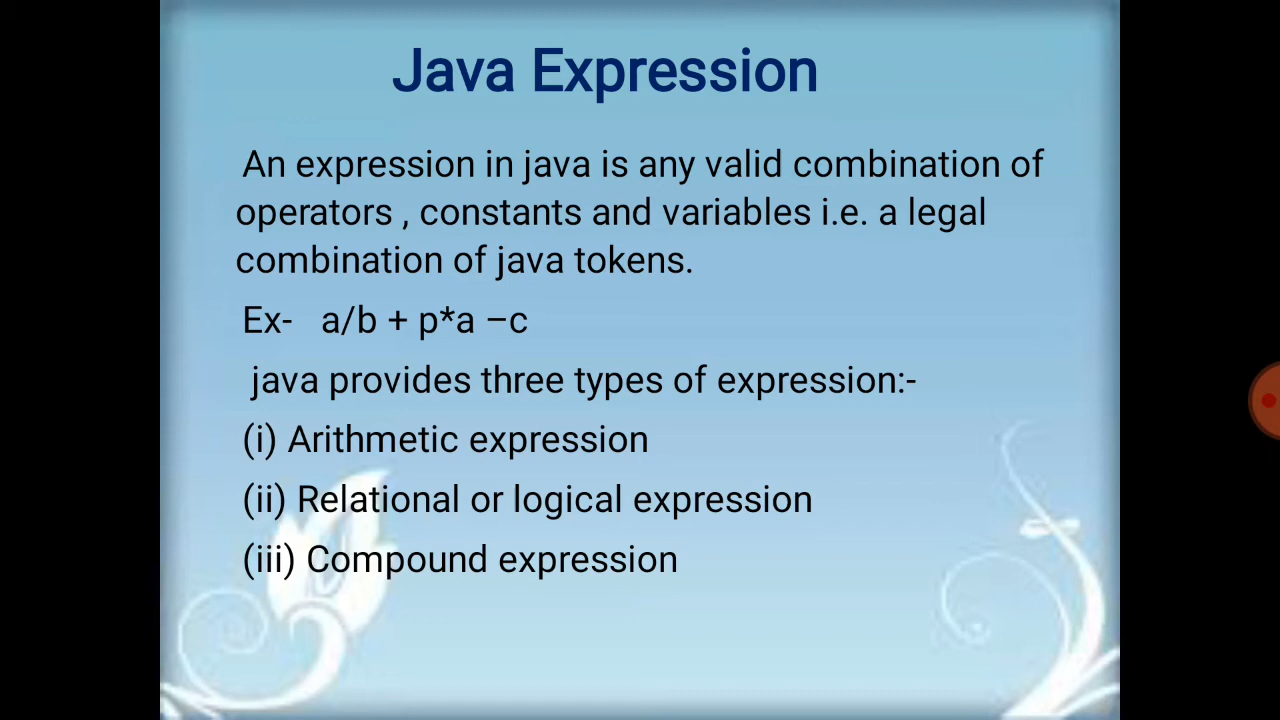 Java Expression
An expression in java is any valid combination of
operators , constants and variables i.e. a legal
combination of java tokens.
Ex-   a/b + p*a –c
java provides three types of expression:-
(i) Arithmetic expression
(ii) Relational or logical expression
(iii) Compound expression